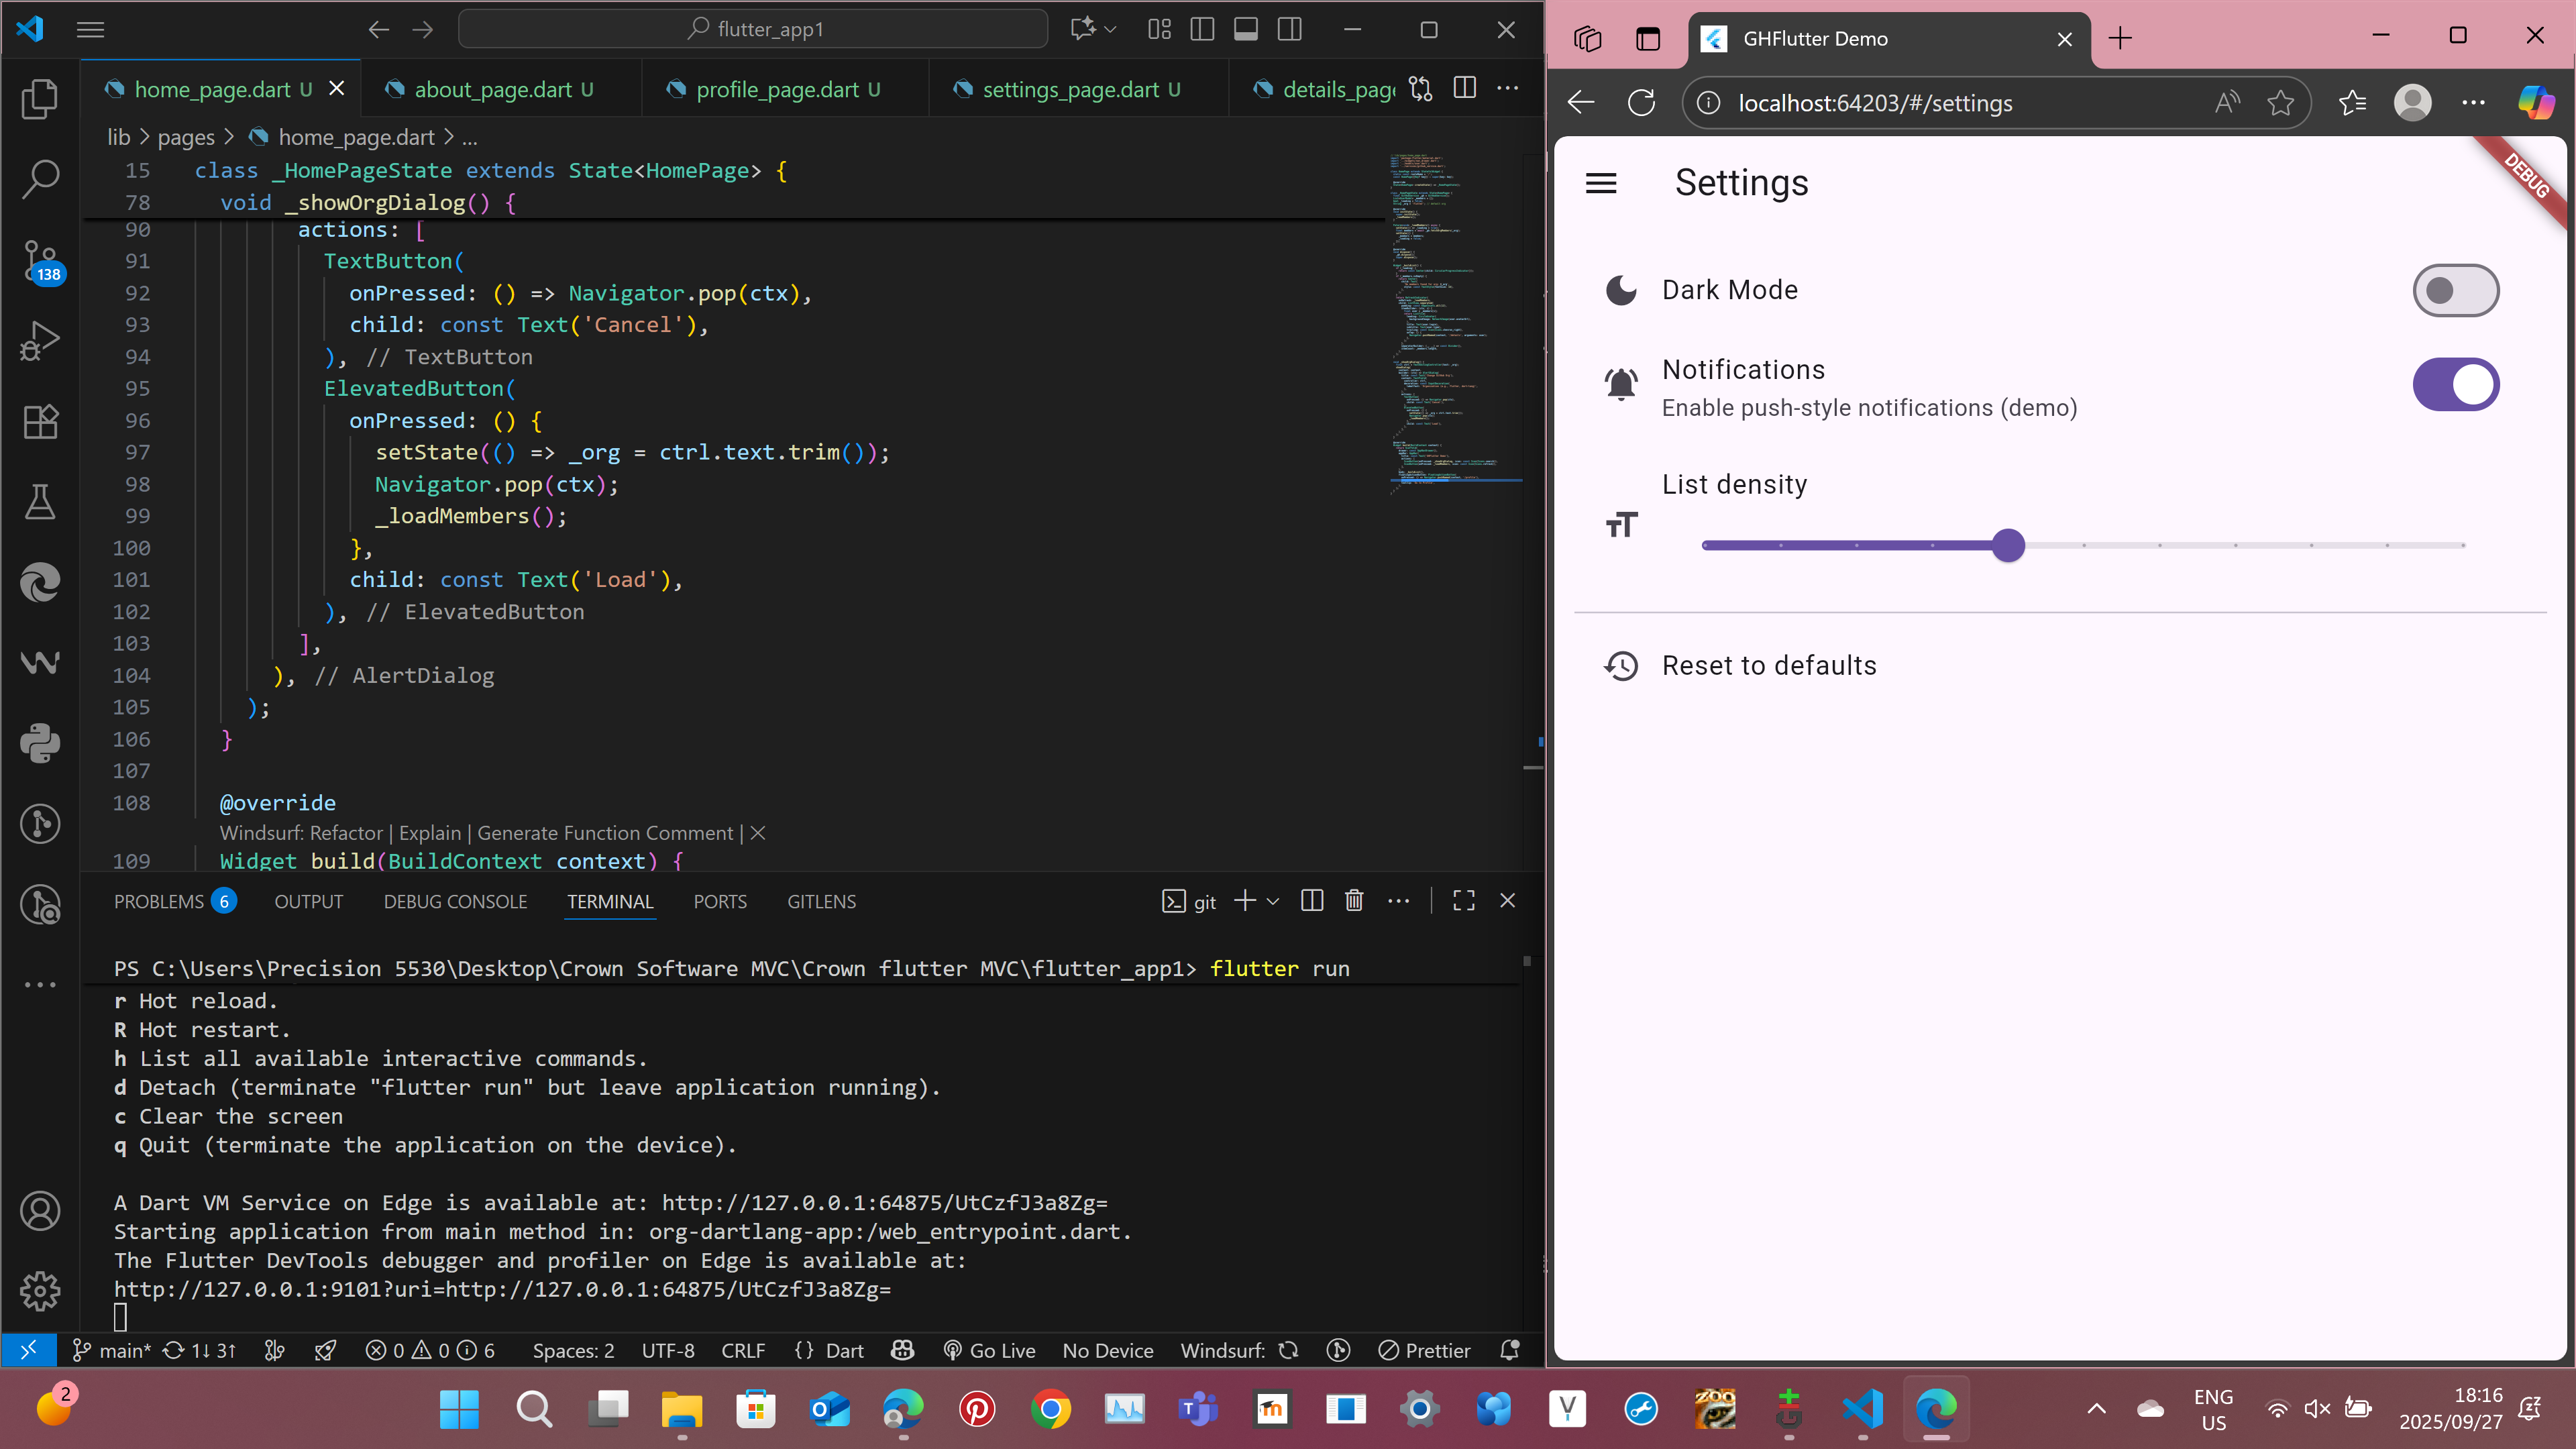 flutter_app1
home_page.dart U
about_page.dart U
profile_page.dart U
settings_page.dart U
details_page
lib > pages > home_page.dart > ...
15 class _HomePageState extends State<HomePage> {
78 void _showOrgDialog() {
90 actions: [
91 TextButton(
92 onPressed: () => Navigator.pop(ctx),
93 child: const Text('Cancel'),
94 ), // TextButton
95 ElevatedButton(
96 onPressed: () {
97 setState(() => _org = ctrl.text.trim());
98 Navigator.pop(ctx);
99 _loadMembers();
100 },
101 child: const Text('Load'),
102 ), // ElevatedButton
103 ],
104 ), // AlertDialog
105 );
106 }
107
108 @override
Windsurf: Refactor | Explain | Generate Function Comment | X
109 Widget build(BuildContext context) {
138
PROBLEMS 6 OUTPUT DEBUG CONSOLE TERMINAL PORTS GITLENS
git
PS C:\Users\Precision 5530\Desktop\Crown Software MVC\Crown flutter MVC\flutter_app1> flutter run
r Hot reload.
R Hot restart.
h List all available interactive commands.
d Detach (terminate "flutter run" but leave application running).
c Clear the screen
q Quit (terminate the application on the device).
A Dart VM Service on Edge is available at: http://127.0.0.1:64875/UtCzfJ3a8Zg=
Starting application from main method in: org-dartlang-app:/web_entrypoint.dart.
The Flutter DevTools debugger and profiler on Edge is available at:
http://127.0.0.1:9101?uri=http://127.0.0.1:64875/UtCzfJ3a8Zg=
main* 1↓ 3↑ 0 0 6 Spaces: 2 UTF-8 CRLF {} Dart Go Live No Device Windsurf: Prettier
GHFlutter Demo
localhost:64203/#/settings
DEBUG
Settings
Dark Mode
Notifications
Enable push-style notifications (demo)
List density
Reset to defaults
2
ZOO
ENG
US
18:16
2025/09/27